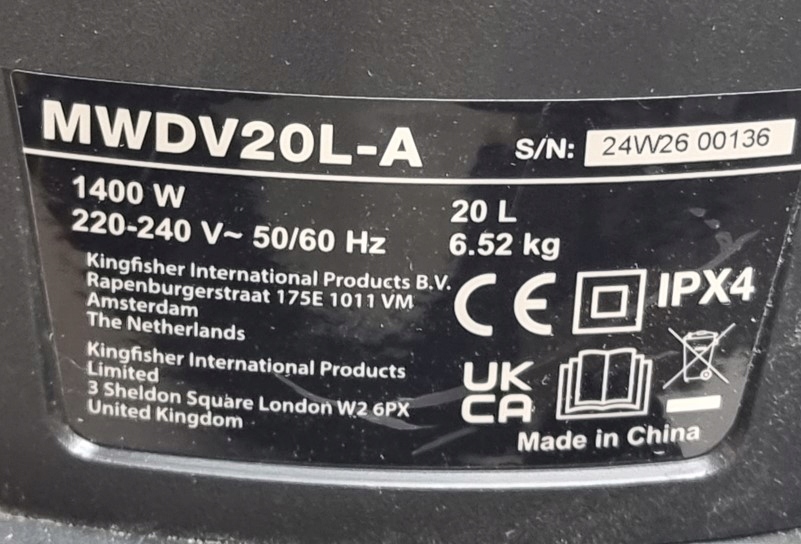 MWDV20L-A
S/N: 24W26 00136
1400 W
220-240 V~ 50/60 Hz
20 L
6.52 kg
Kingfisher International Products B.V.
Rapenburgerstraat 175E 1011 VM
Amsterdam
The Netherlands
Kingfisher International Products
Limited
3 Sheldon Square London W2 6PX
United Kingdom
CE
IPX4
UK
CA
Made in China